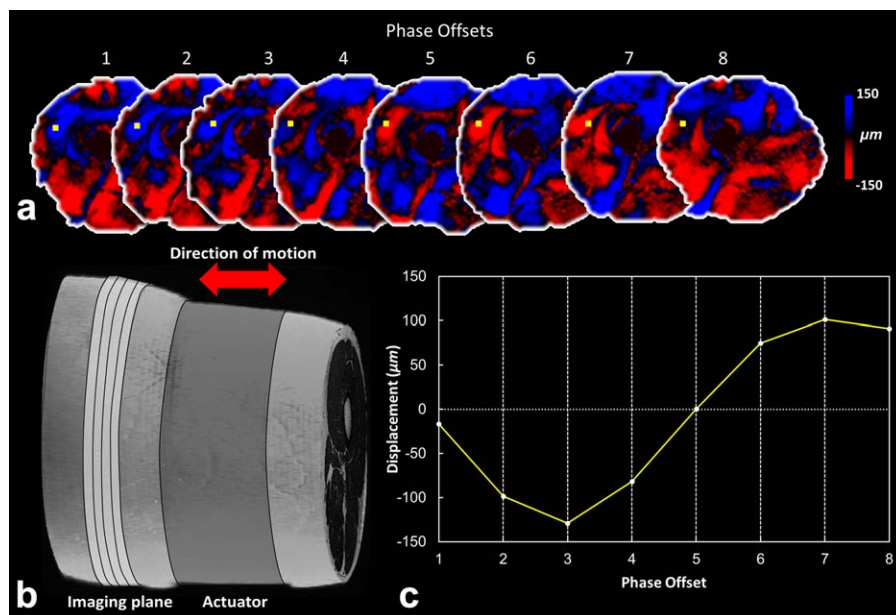 Phase Offsets
1 2 3 4 5 6 7 8
150
µm
-150
a
Direction of motion
b
Imaging plane
Actuator
150
100
50
0
-50
-100
-150
Displacement (µm)
1 2 3 4 5 6 7 8
Phase Offset
c